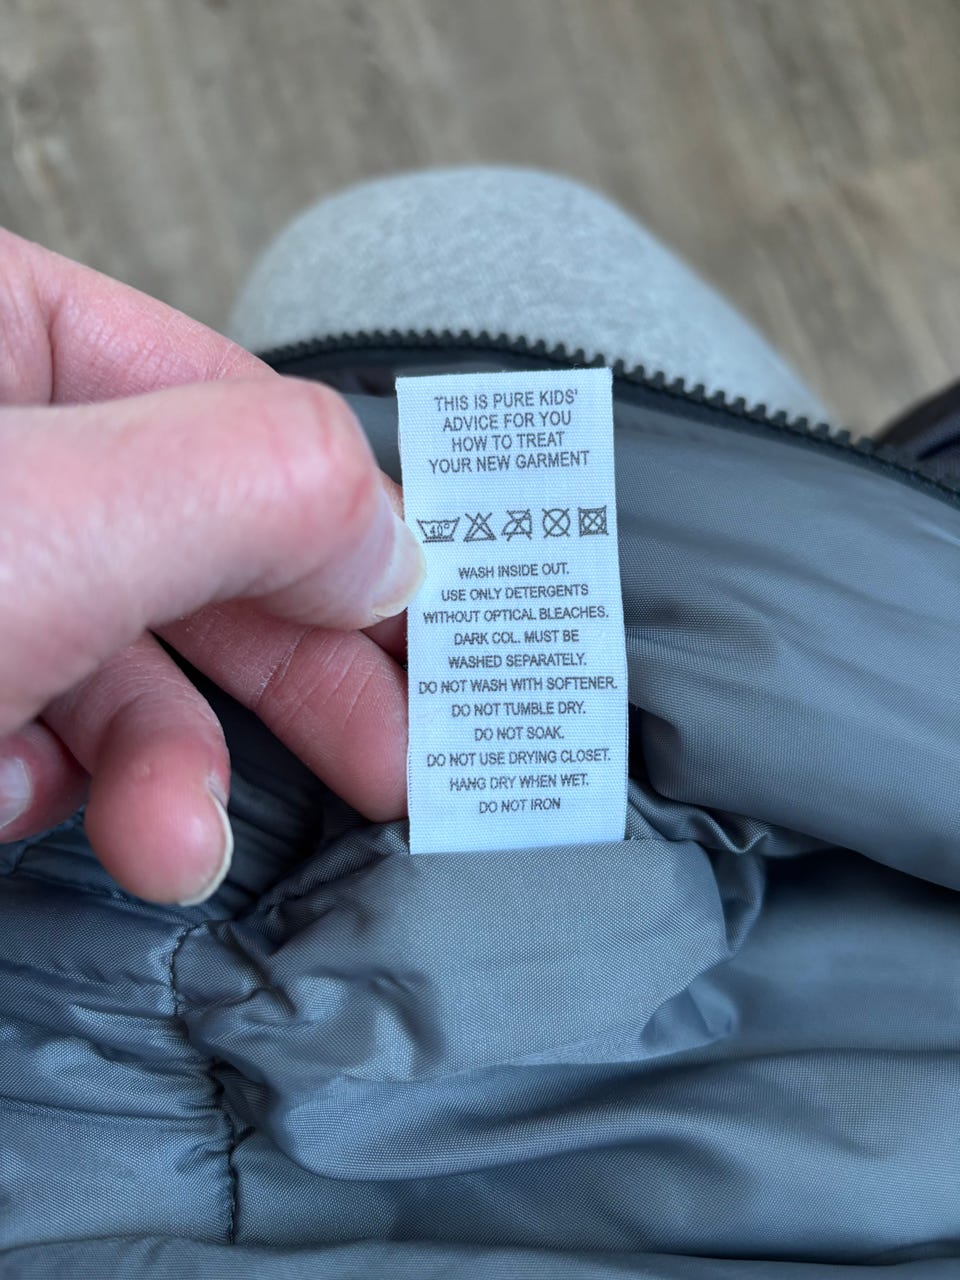 THIS IS PURE KIDS'
ADVICE FOR YOU
HOW TO TREAT
YOUR NEW GARMENT
40°
WASH INSIDE OUT.
USE ONLY DETERGENTS
WITHOUT OPTICAL BLEACHES.
DARK COL. MUST BE
WASHED SEPARATELY.
DO NOT WASH WITH SOFTENER.
DO NOT TUMBLE DRY.
DO NOT SOAK.
DO NOT USE DRYING CLOSET.
HANG DRY WHEN WET.
DO NOT IRON